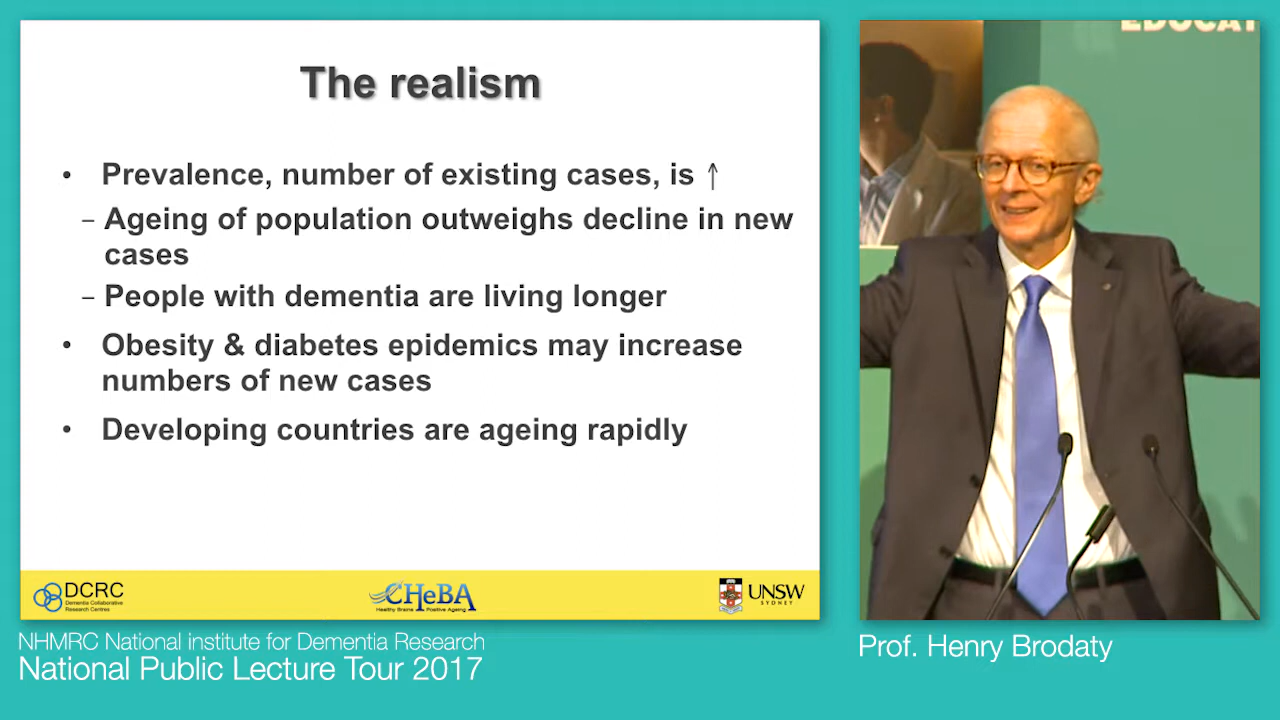 The realism
• Prevalence, number of existing cases, is ↑
– Ageing of population outweighs decline in new
cases
– People with dementia are living longer
• Obesity & diabetes epidemics may increase
numbers of new cases
• Developing countries are ageing rapidly
DCRC
Dementia Collaborative
Research Centres
CHeBA
Healthy Brains Positive Ageing
UNSW
SYDNEY
EDUCAT
NHMRC National institute for Dementia Research
National Public Lecture Tour 2017
Prof. Henry Brodaty